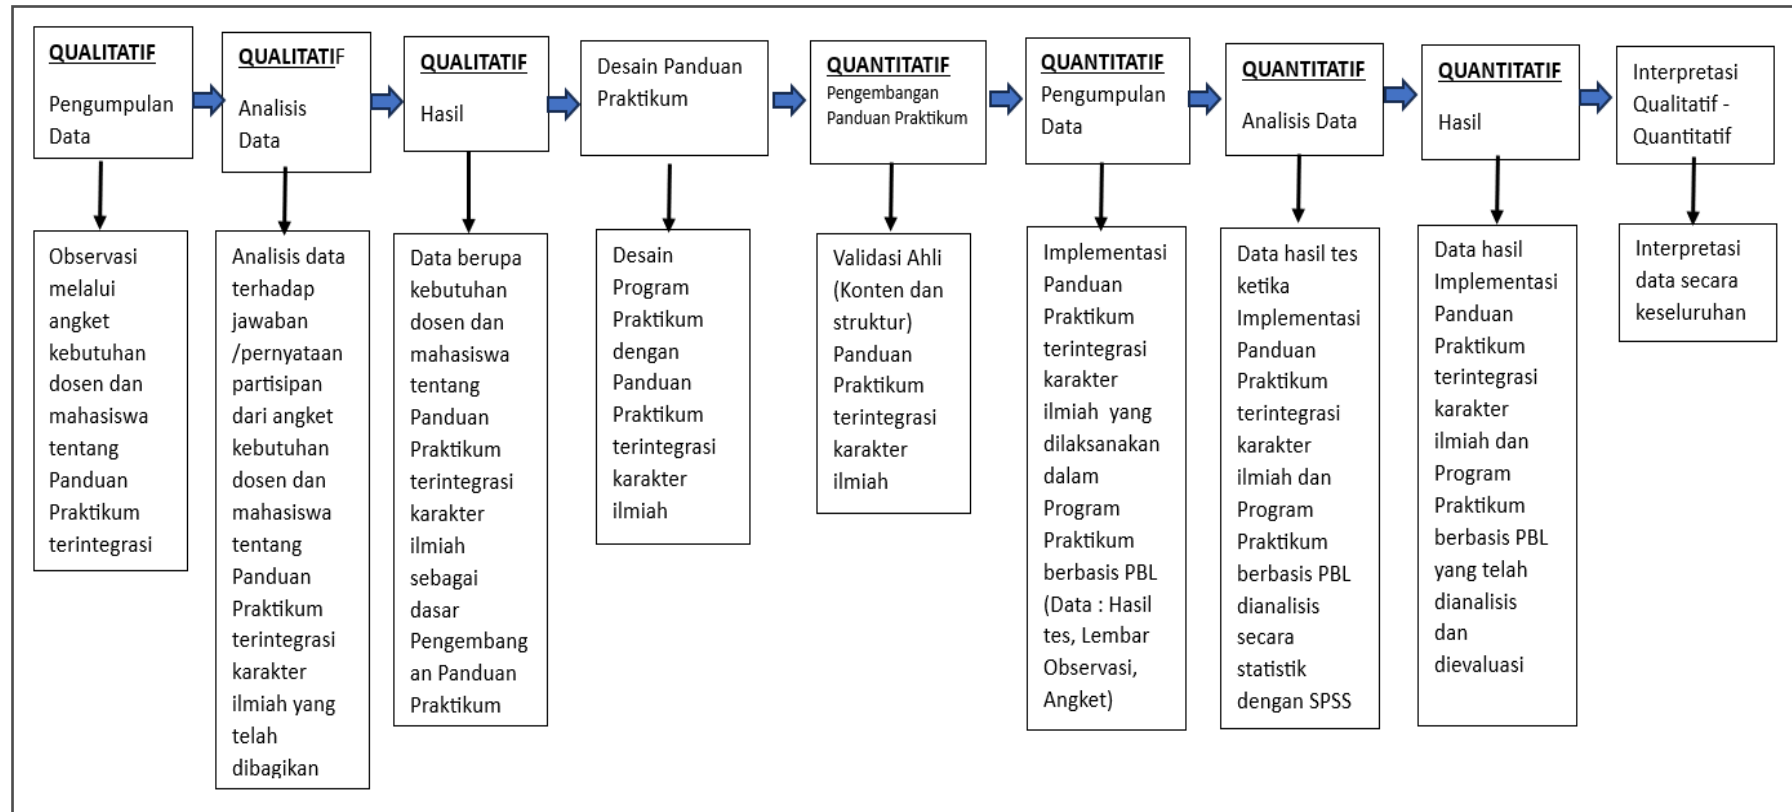 QUALITATIF
Pengumpulan
Data
QUALITATIF
Analisis
Data
QUALITATIF
Hasil
Desain Panduan
Praktikum
QUANTITATIF
Pengembangan
Panduan Praktikum
QUANTITATIF
Pengumpulan
Data
QUANTITATIF
Analisis Data
QUANTITATIF
Hasil
Interpretasi
Qualitatif -
Quantitatif
Observasi
melalui
angket
kebutuhan
dosen dan
mahasiswa
tentang
Panduan
Praktikum
terintegrasi
Analisis data
terhadap
jawaban
/pernyataan
partisipan
dari angket
kebutuhan
dosen dan
mahasiswa
tentang
Panduan
Praktikum
terintegrasi
karakter
ilmiah yang
telah
dibagikan
Data berupa
kebutuhan
dosen dan
mahasiswa
tentang
Panduan
Praktikum
terintegrasi
karakter
ilmiah
sebagai
dasar
Pengembang
an Panduan
Praktikum
Desain
Program
Praktikum
dengan
Panduan
Praktikum
terintegrasi
karakter
ilmiah
Validasi Ahli
(Konten dan
struktur)
Panduan
Praktikum
terintegrasi
karakter
ilmiah
Implementasi
Panduan
Praktikum
terintegrasi
karakter
ilmiah yang
dilaksanakan
dalam
Program
Praktikum
berbasis PBL
(Data : Hasil
tes, Lembar
Observasi,
Angket)
Data hasil tes
ketika
Implementasi
Panduan
Praktikum
terintegrasi
karakter
ilmiah dan
Program
Praktikum
berbasis PBL
dianalisis
secara
statistik
dengan SPSS
Data hasil
Implementasi
Panduan
Praktikum
terintegrasi
karakter
ilmiah dan
Program
Praktikum
berbasis PBL
yang telah
dianalisis
dan
dievaluasi
Interpretasi
data secara
keseluruhan